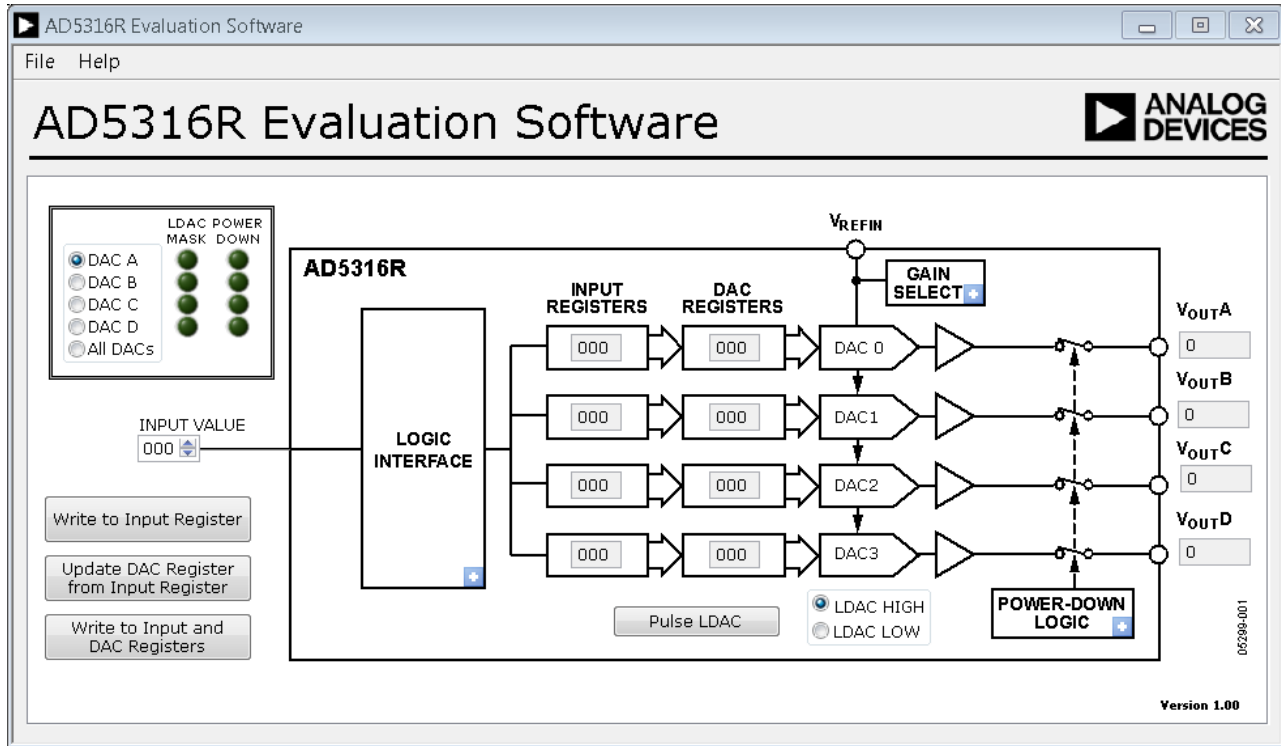 AD5316R Evaluation Software
File Help
AD5316R Evaluation Software
ANALOG
DEVICES
LDAC POWER
MASK DOWN
DAC A
DAC B
DAC C
DAC D
All DACs
INPUT VALUE
000
Write to Input Register
Update DAC Register
from Input Register
Write to Input and
DAC Registers
AD5316R
LOGIC
INTERFACE
VREFIN
GAIN
SELECT
INPUT
REGISTERS
DAC
REGISTERS
000 000 DAC 0
000 000 DAC1
000 000 DAC2
000 000 DAC3
VOUTA
0
VOUTB
0
VOUTC
0
VOUTD
0
Pulse LDAC
LDAC HIGH
LDAC LOW
POWER-DOWN
LOGIC
05299-001
Version 1.00